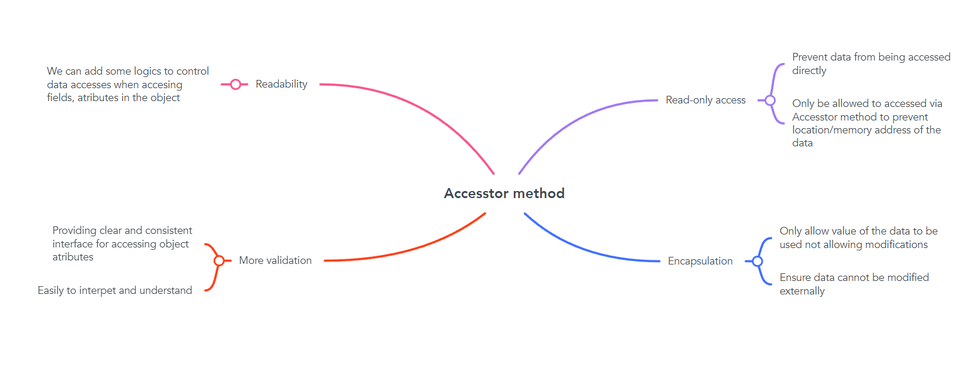 We can add some logics to control
data accesses when accesing
fields, atributes in the object
Readability
Prevent data from being accessed
directly
Read-only access
Only be allowed to accessed via
Accesstor method to prevent
location/memory address of the
data
Accesstor method
Providing clear and consistent
interface for accessing object
atributes
More validation
Easily to interpet and understand
Only allow value of the data to be
used not allowing modifications
Encapsulation
Ensure data cannot be modified
externally